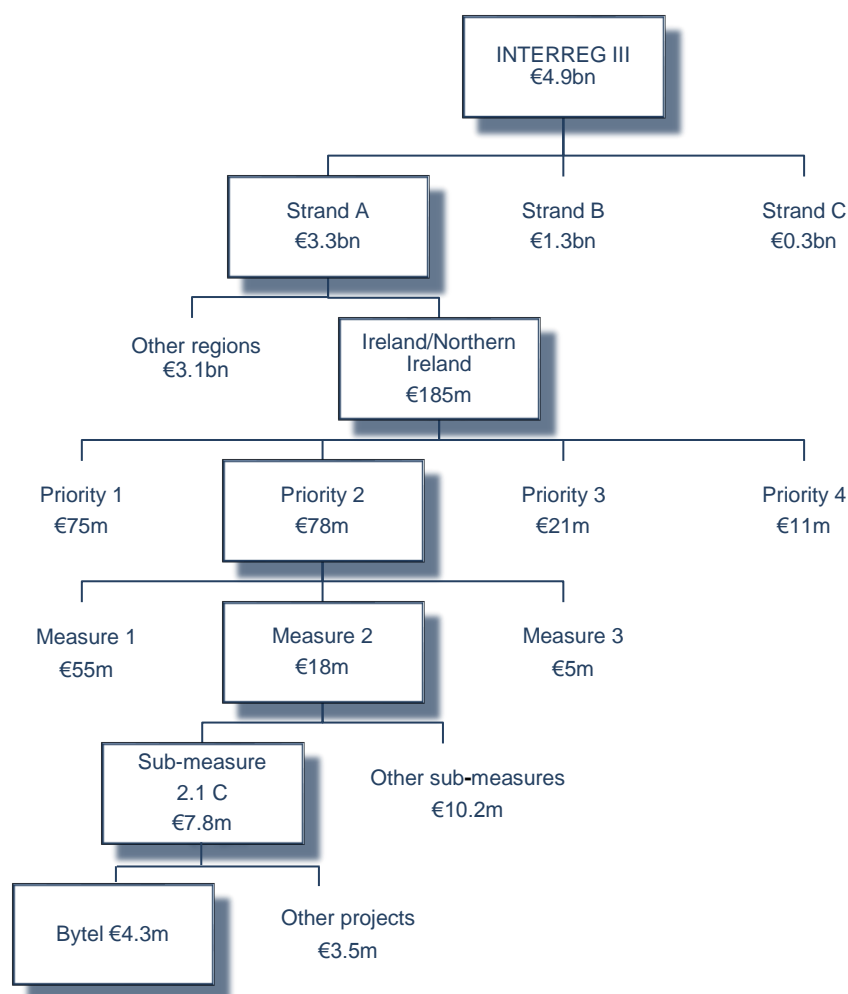 INTERREG III
€4.9bn
Strand A
€3.3bn
Strand B
€1.3bn
Strand C
€0.3bn
Other regions
€3.1bn
Ireland/Northern
Ireland
€185m
Priority 1
€75m
Priority 2
€78m
Priority 3
€21m
Priority 4
€11m
Measure 1
€55m
Measure 2
€18m
Measure 3
€5m
Sub-measure
2.1 C
€7.8m
Other sub-measures
€10.2m
Bytel €4.3m
Other projects
€3.5m